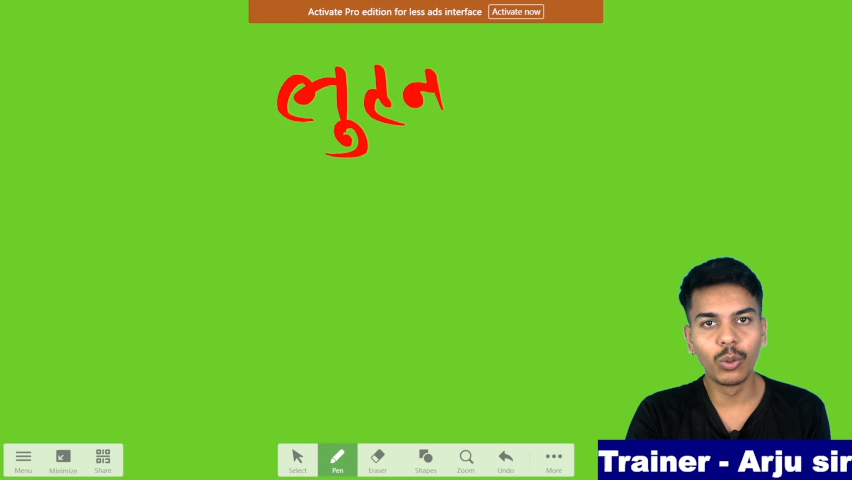 Activate Pro edition for less ads interface Activate now
Menu Minimize Share Select Pen Eraser Shapes Zoom Undo More
Trainer - Arju sir